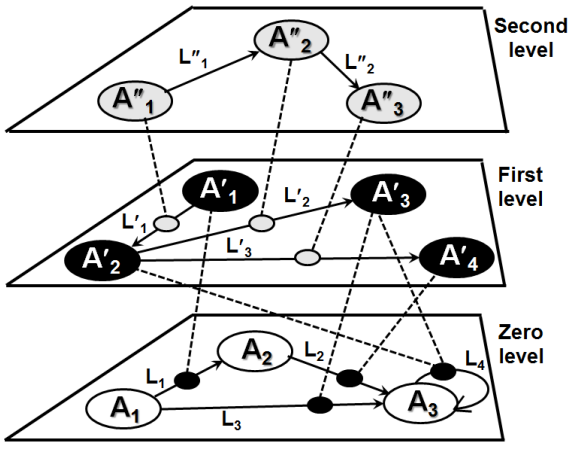 Second
level
A″1
L″1
A″2
L″2
A″3
First
level
A′1
L′1
L′2
A′3
A′2
L′3
A′4
Zero
level
A1
L1
A2
L2
L3
A3
L4